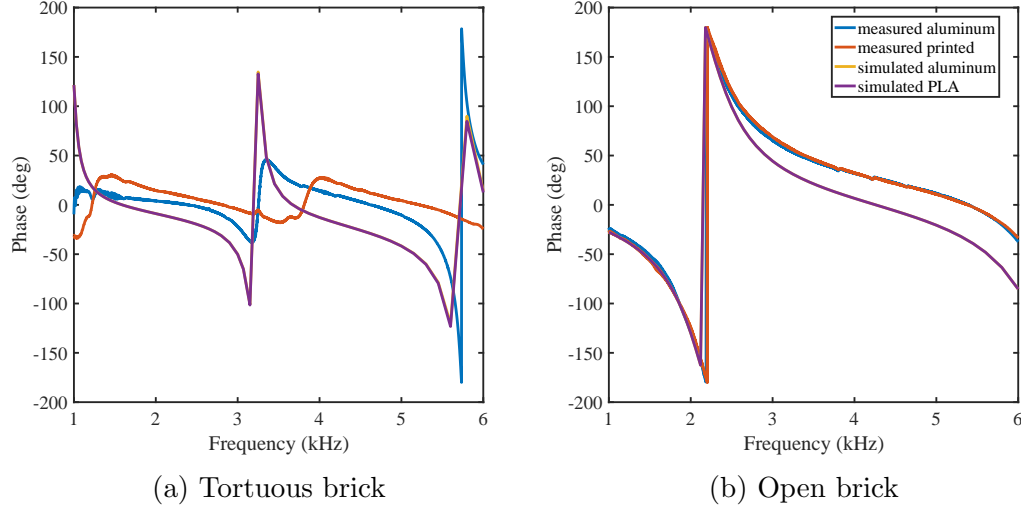 200
150
100
50
0
-50
-100
-150
-200
1 2 3 4 5 6
Phase (deg)
Frequency (kHz)
(a) Tortuous brick
200
150
100
50
0
-50
-100
-150
-200
1 2 3 4 5 6
Phase (deg)
Frequency (kHz)
measured aluminum
measured printed
simulated aluminum
simulated PLA
(b) Open brick